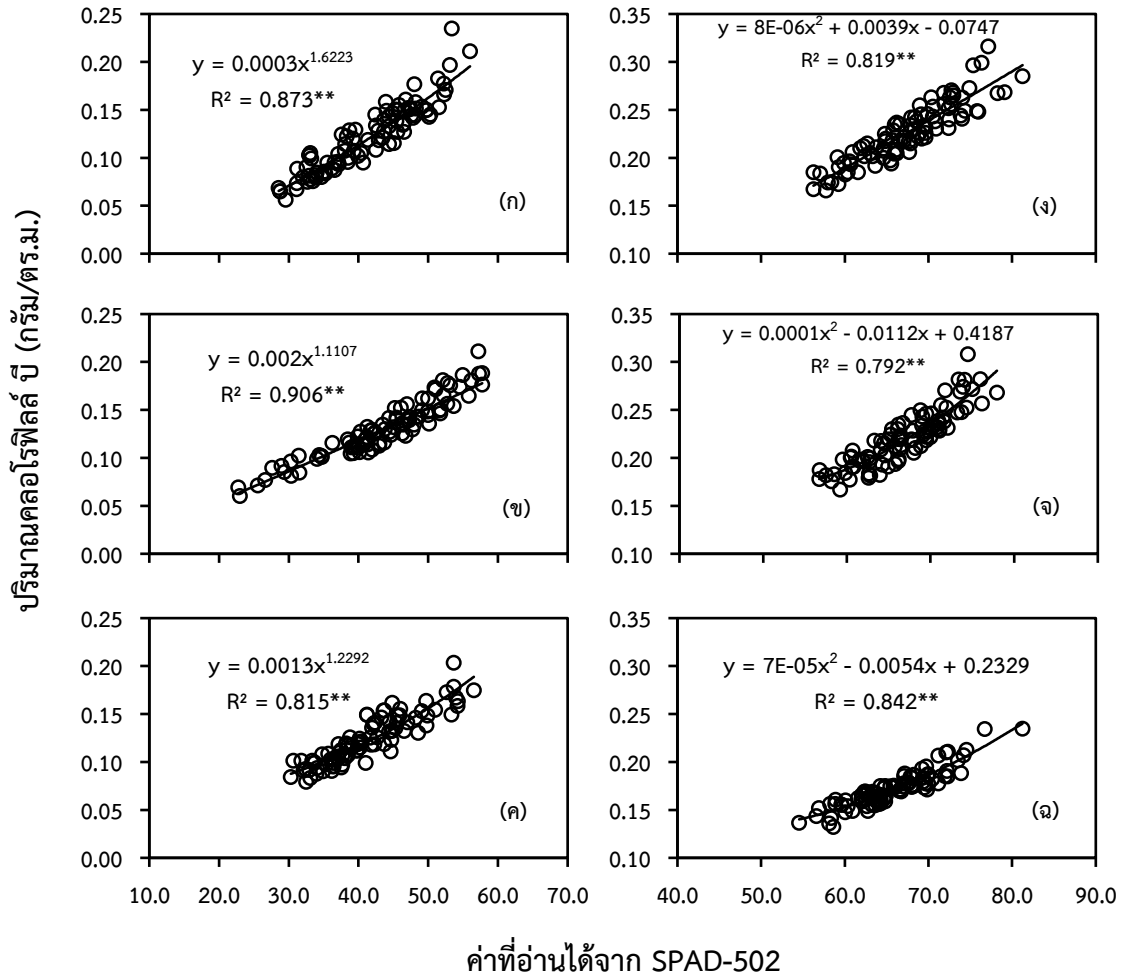 ปริมาณคลอโรฟิลล์ บี (กรัม/ตร.ม.)
0.25
0.20
0.15
0.10
0.05
0.00
y = 0.0003x^1.6223
R² = 0.873**
(ก)
0.35
0.30
0.25
0.20
0.15
0.10
y = 8E-06x² + 0.0039x - 0.0747
R² = 0.819**
(ง)
0.25
0.20
0.15
0.10
0.05
0.00
y = 0.002x^1.1107
R² = 0.906**
(ข)
0.35
0.30
0.25
0.20
0.15
0.10
y = 0.0001x² - 0.0112x + 0.4187
R² = 0.792**
(จ)
0.25
0.20
0.15
0.10
0.05
0.00
y = 0.0013x^1.2292
R² = 0.815**
(ค)
10.0 20.0 30.0 40.0 50.0 60.0 70.0
0.35
0.30
0.25
0.20
0.15
0.10
y = 7E-05x² - 0.0054x + 0.2329
R² = 0.842**
(ฉ)
40.0 50.0 60.0 70.0 80.0 90.0
ค่าที่อ่านได้จาก SPAD-502